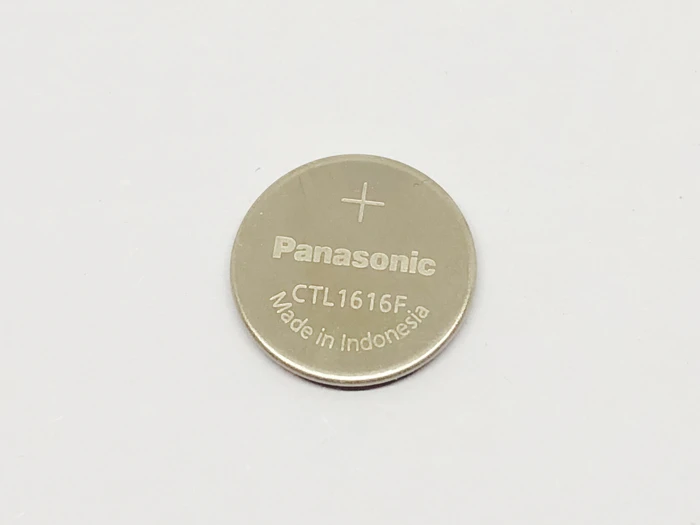 +
Panasonic
CTL1616F
Made in Indonesia